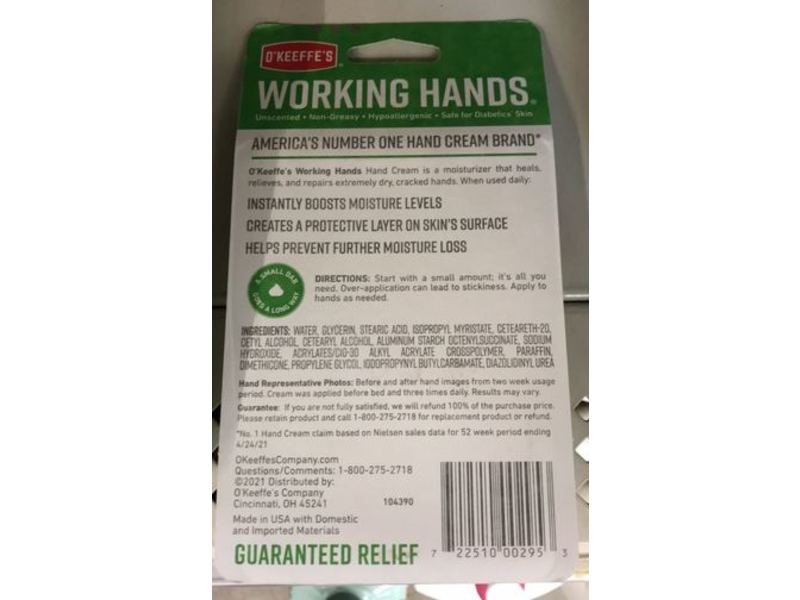 O'KEEFFE'S
WORKING HANDS®
Unscented • Non-Greasy • Hypoallergenic • Safe for Diabetics' Skin
AMERICA'S NUMBER ONE HAND CREAM BRAND*
O'Keeffe's Working Hands Hand Cream is a moisturizer that heals,
relieves, and repairs extremely dry, cracked hands. When used daily:
INSTANTLY BOOSTS MOISTURE LEVELS
CREATES A PROTECTIVE LAYER ON SKIN'S SURFACE
HELPS PREVENT FURTHER MOISTURE LOSS
A SMALL DAB
GOES A LONG WAY
DIRECTIONS: Start with a small amount; it's all you
need. Over-application can lead to stickiness. Apply to
hands as needed.
INGREDIENTS: WATER, GLYCERIN, STEARIC ACID, ISOPROPYL MYRISTATE, CETEARETH-20,
CETYL ALCOHOL, CETEARYL ALCOHOL, ALUMINUM STARCH OCTENYLSUCCINATE, SODIUM
HYDROXIDE, ACRYLATES/C10-30 ALKYL ACRYLATE CROSSPOLYMER, PARAFFIN,
DIMETHICONE, PROPYLENE GLYCOL, IODOPROPYNYL BUTYLCARBAMATE, DIAZOLIDINYL UREA
Hand Representative Photos: Before and after hand images from two week usage
period. Cream was applied before bed and three times daily. Results may vary.
Guarantee: If you are not fully satisfied, we will refund 100% of the purchase price.
Please retain product and call 1-800-275-2718 for replacement product or refund.
*No. 1 Hand Cream claim based on Nielsen sales data for 52 week period ending
4/24/21
OKeeffesCompany.com
Questions/Comments: 1-800-275-2718
©2021 Distributed by:
O'Keeffe's Company
Cincinnati, OH 45241
104390
Made in USA with Domestic
and Imported Materials
GUARANTEED RELIEF
7 22510 00295 3